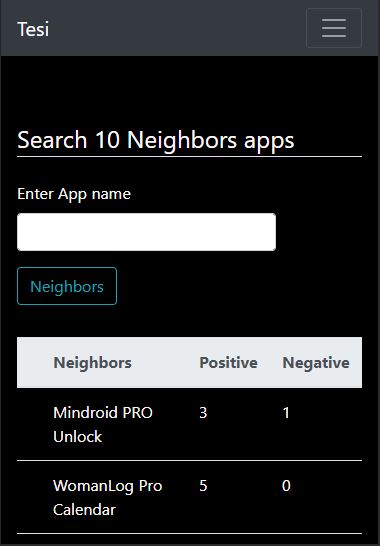 Tesi
Search 10 Neighbors apps
Enter App name
Neighbors
Neighbors Positive Negative
Mindroid PRO 3 1
Unlock
WomanLog Pro 5 0
Calendar